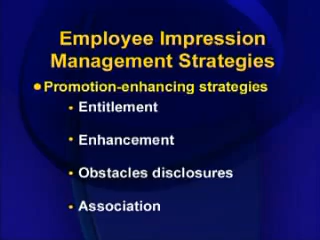 Employee Impression
Management Strategies
Promotion-enhancing strategies
Entitlement
Enhancement
Obstacles disclosures
Association